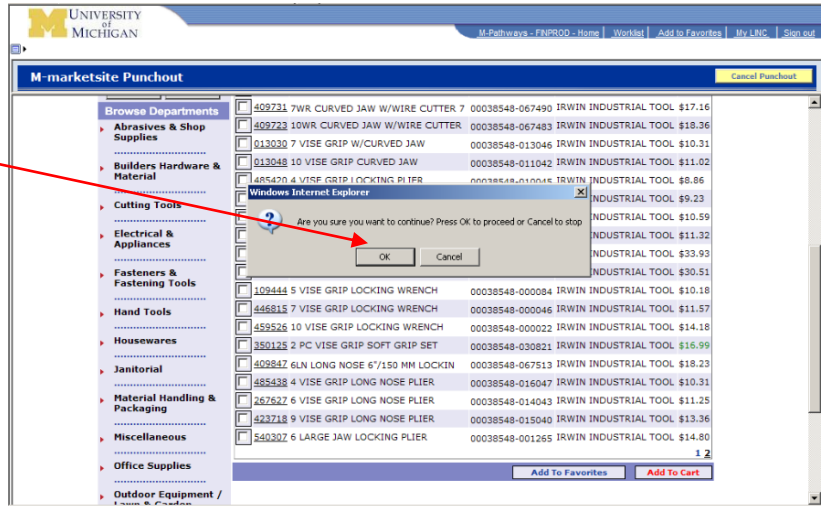 UNIVERSITY
OF
MICHIGAN
M-Pathways - FINPROD - Home Worklist Add to Favorites My LINC Sign out
M-marketsite Punchout
Cancel Punchout
Browse Departments
Abrasives & Shop
Supplies
Builders Hardware &
Material
Cutting Tools
Electrical &
Appliances
Fasteners &
Fastening Tools
Hand Tools
Housewares
Janitorial
Material Handling &
Packaging
Miscellaneous
Office Supplies
Outdoor Equipment /
Lawn & Garden
409731 7WR CURVED JAW W/WIRE CUTTER 7 00038548-067490 IRWIN INDUSTRIAL TOOL $17.16
409723 10WR CURVED JAW W/WIRE CUTTER 00038548-067483 IRWIN INDUSTRIAL TOOL $18.36
013030 7 VISE GRIP W/CURVED JAW 00038548-013046 IRWIN INDUSTRIAL TOOL $10.31
013048 10 VISE GRIP CURVED JAW 00038548-011042 IRWIN INDUSTRIAL TOOL $11.02
485420 4 VISE GRIP LOCKING PLIER 00038548-010045 IRWIN INDUSTRIAL TOOL $8.86
INDUSTRIAL TOOL $9.23
INDUSTRIAL TOOL $10.59
INDUSTRIAL TOOL $11.32
INDUSTRIAL TOOL $33.93
INDUSTRIAL TOOL $30.51
Windows Internet Explorer
Are you sure you want to continue? Press OK to proceed or Cancel to stop
OK Cancel
109444 5 VISE GRIP LOCKING WRENCH 00038548-000084 IRWIN INDUSTRIAL TOOL $10.18
446815 7 VISE GRIP LOCKING WRENCH 00038548-000046 IRWIN INDUSTRIAL TOOL $11.57
459526 10 VISE GRIP LOCKING WRENCH 00038548-000022 IRWIN INDUSTRIAL TOOL $14.18
350125 2 PC VISE GRIP SOFT GRIP SET 00038548-030821 IRWIN INDUSTRIAL TOOL $16.99
409847 6LN LONG NOSE 6"/150 MM LOCKIN 00038548-067513 IRWIN INDUSTRIAL TOOL $18.23
485438 4 VISE GRIP LONG NOSE PLIER 00038548-016047 IRWIN INDUSTRIAL TOOL $10.31
267627 6 VISE GRIP LONG NOSE PLIER 00038548-014043 IRWIN INDUSTRIAL TOOL $11.25
423718 9 VISE GRIP LONG NOSE PLIER 00038548-015040 IRWIN INDUSTRIAL TOOL $13.36
540307 6 LARGE JAW LOCKING PLIER 00038548-001265 IRWIN INDUSTRIAL TOOL $14.80
1 2
Add To Favorites Add To Cart